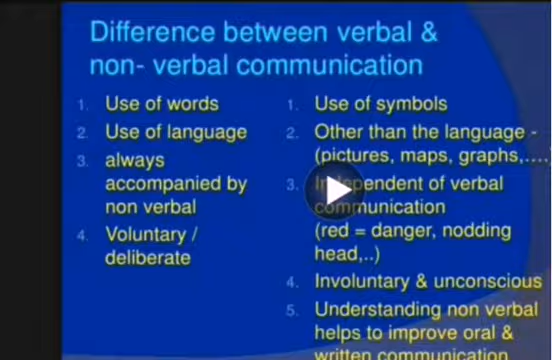 Difference between verbal &
non- verbal communication
1. Use of words
2. Use of language
3. always
accompanied by
non verbal
4. Voluntary /
deliberate
1. Use of symbols
2. Other than the language -
(pictures, maps, graphs,....
3. Independent of verbal
communication
(red = danger, nodding
head,..)
4. Involuntary & unconscious
5. Understanding non verbal
helps to improve oral &
written communication